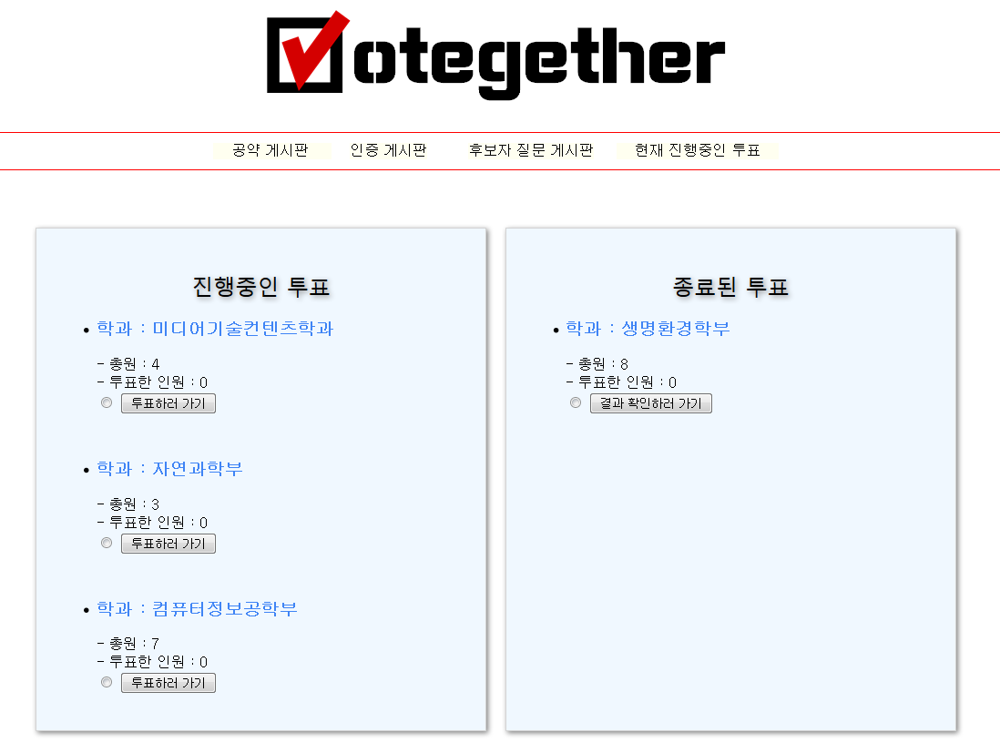 Votegether
공약 게시판 인증 게시판 후보자 질문 게시판 현재 진행중인 투표
진행중인 투표
• 학과 : 미디어기술컨텐츠학과
- 총원 : 4
- 투표한 인원 : 0
투표하러 가기
• 학과 : 자연과학부
- 총원 : 3
- 투표한 인원 : 0
투표하러 가기
• 학과 : 컴퓨터정보공학부
- 총원 : 7
- 투표한 인원 : 0
투표하러 가기
종료된 투표
• 학과 : 생명환경학부
- 총원 : 8
- 투표한 인원 : 0
결과 확인하러 가기